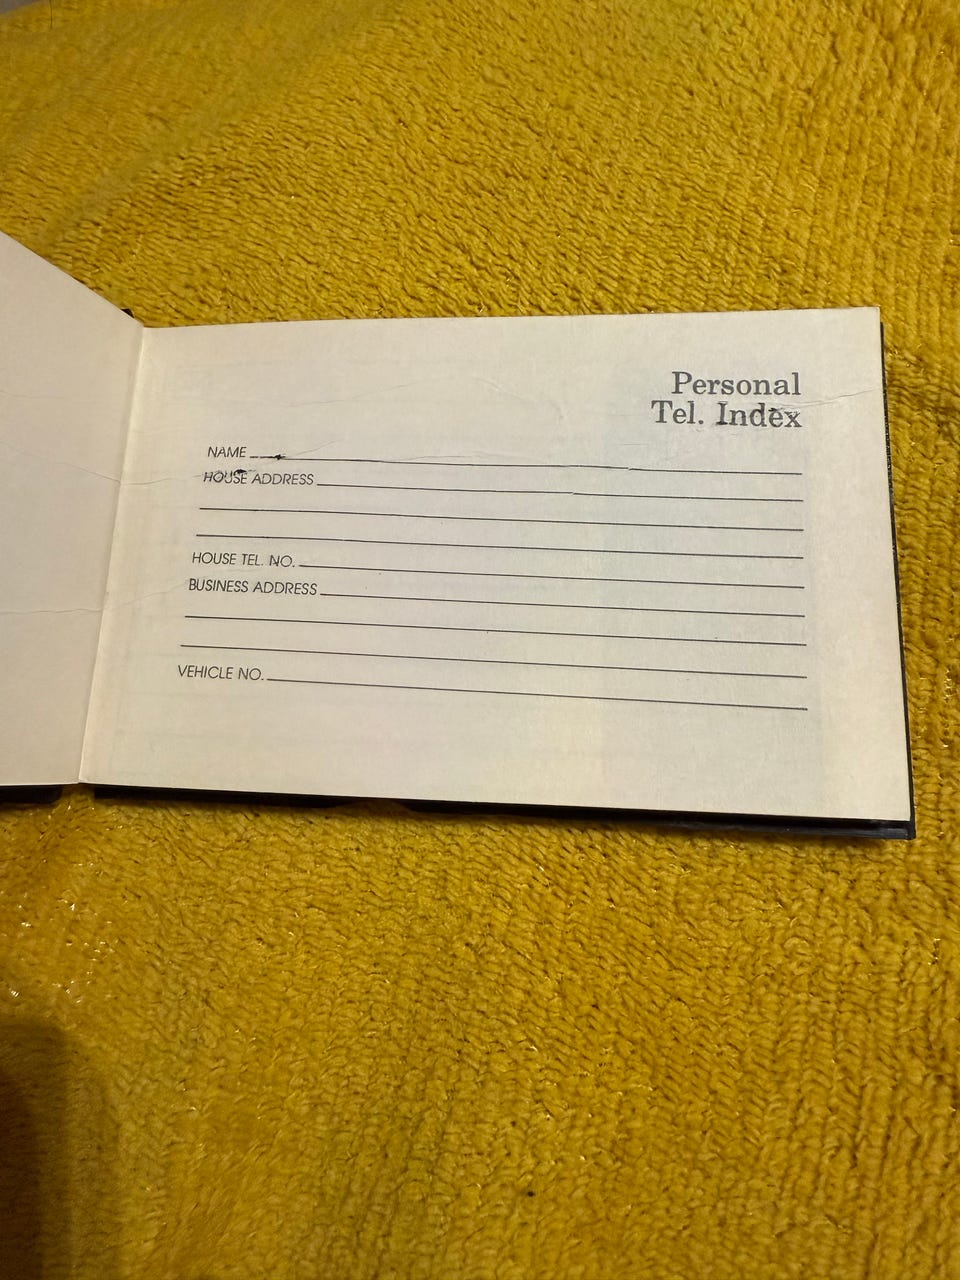 Personal
Tel. Index
NAME
HOUSE ADDRESS
HOUSE TEL. NO.
BUSINESS ADDRESS
VEHICLE NO.